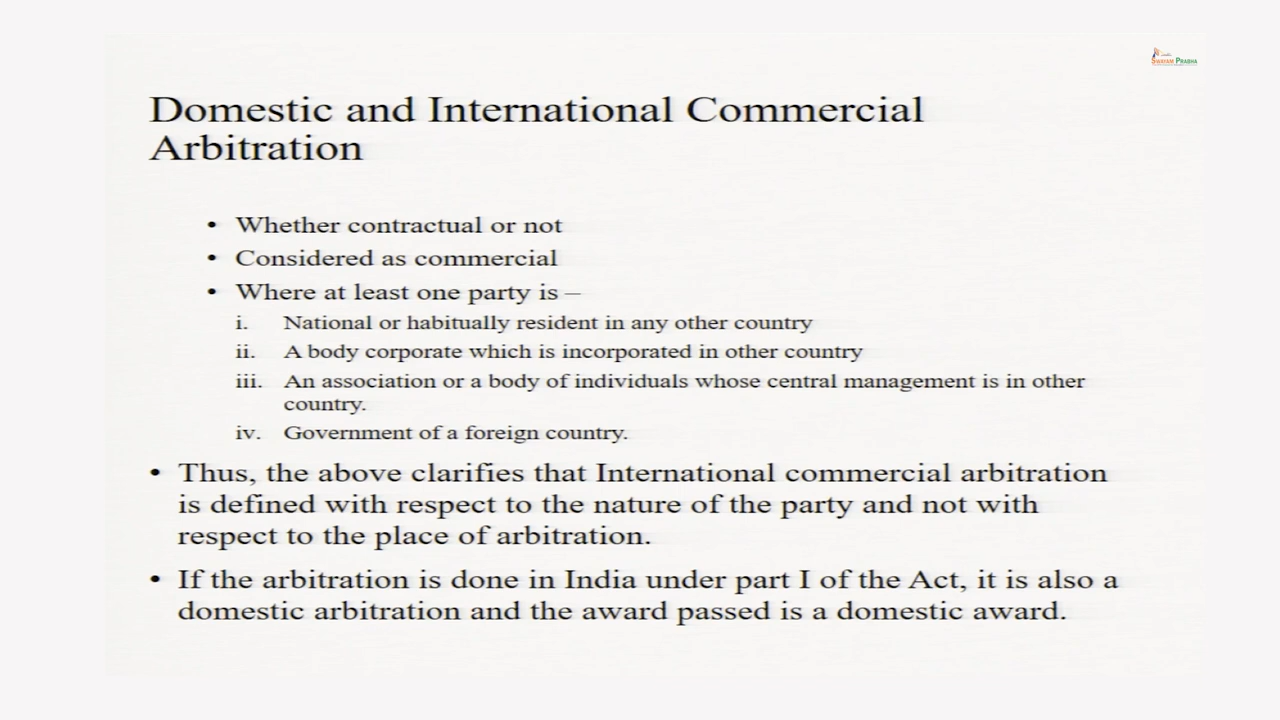 SWAYAM PRABHA
Domestic and International Commercial
Arbitration
• Whether contractual or not
• Considered as commercial
• Where at least one party is –
i. National or habitually resident in any other country
ii. A body corporate which is incorporated in other country
iii. An association or a body of individuals whose central management is in other
country.
iv. Government of a foreign country.
• Thus, the above clarifies that International commercial arbitration
is defined with respect to the nature of the party and not with
respect to the place of arbitration.
• If the arbitration is done in India under part I of the Act, it is also a
domestic arbitration and the award passed is a domestic award.